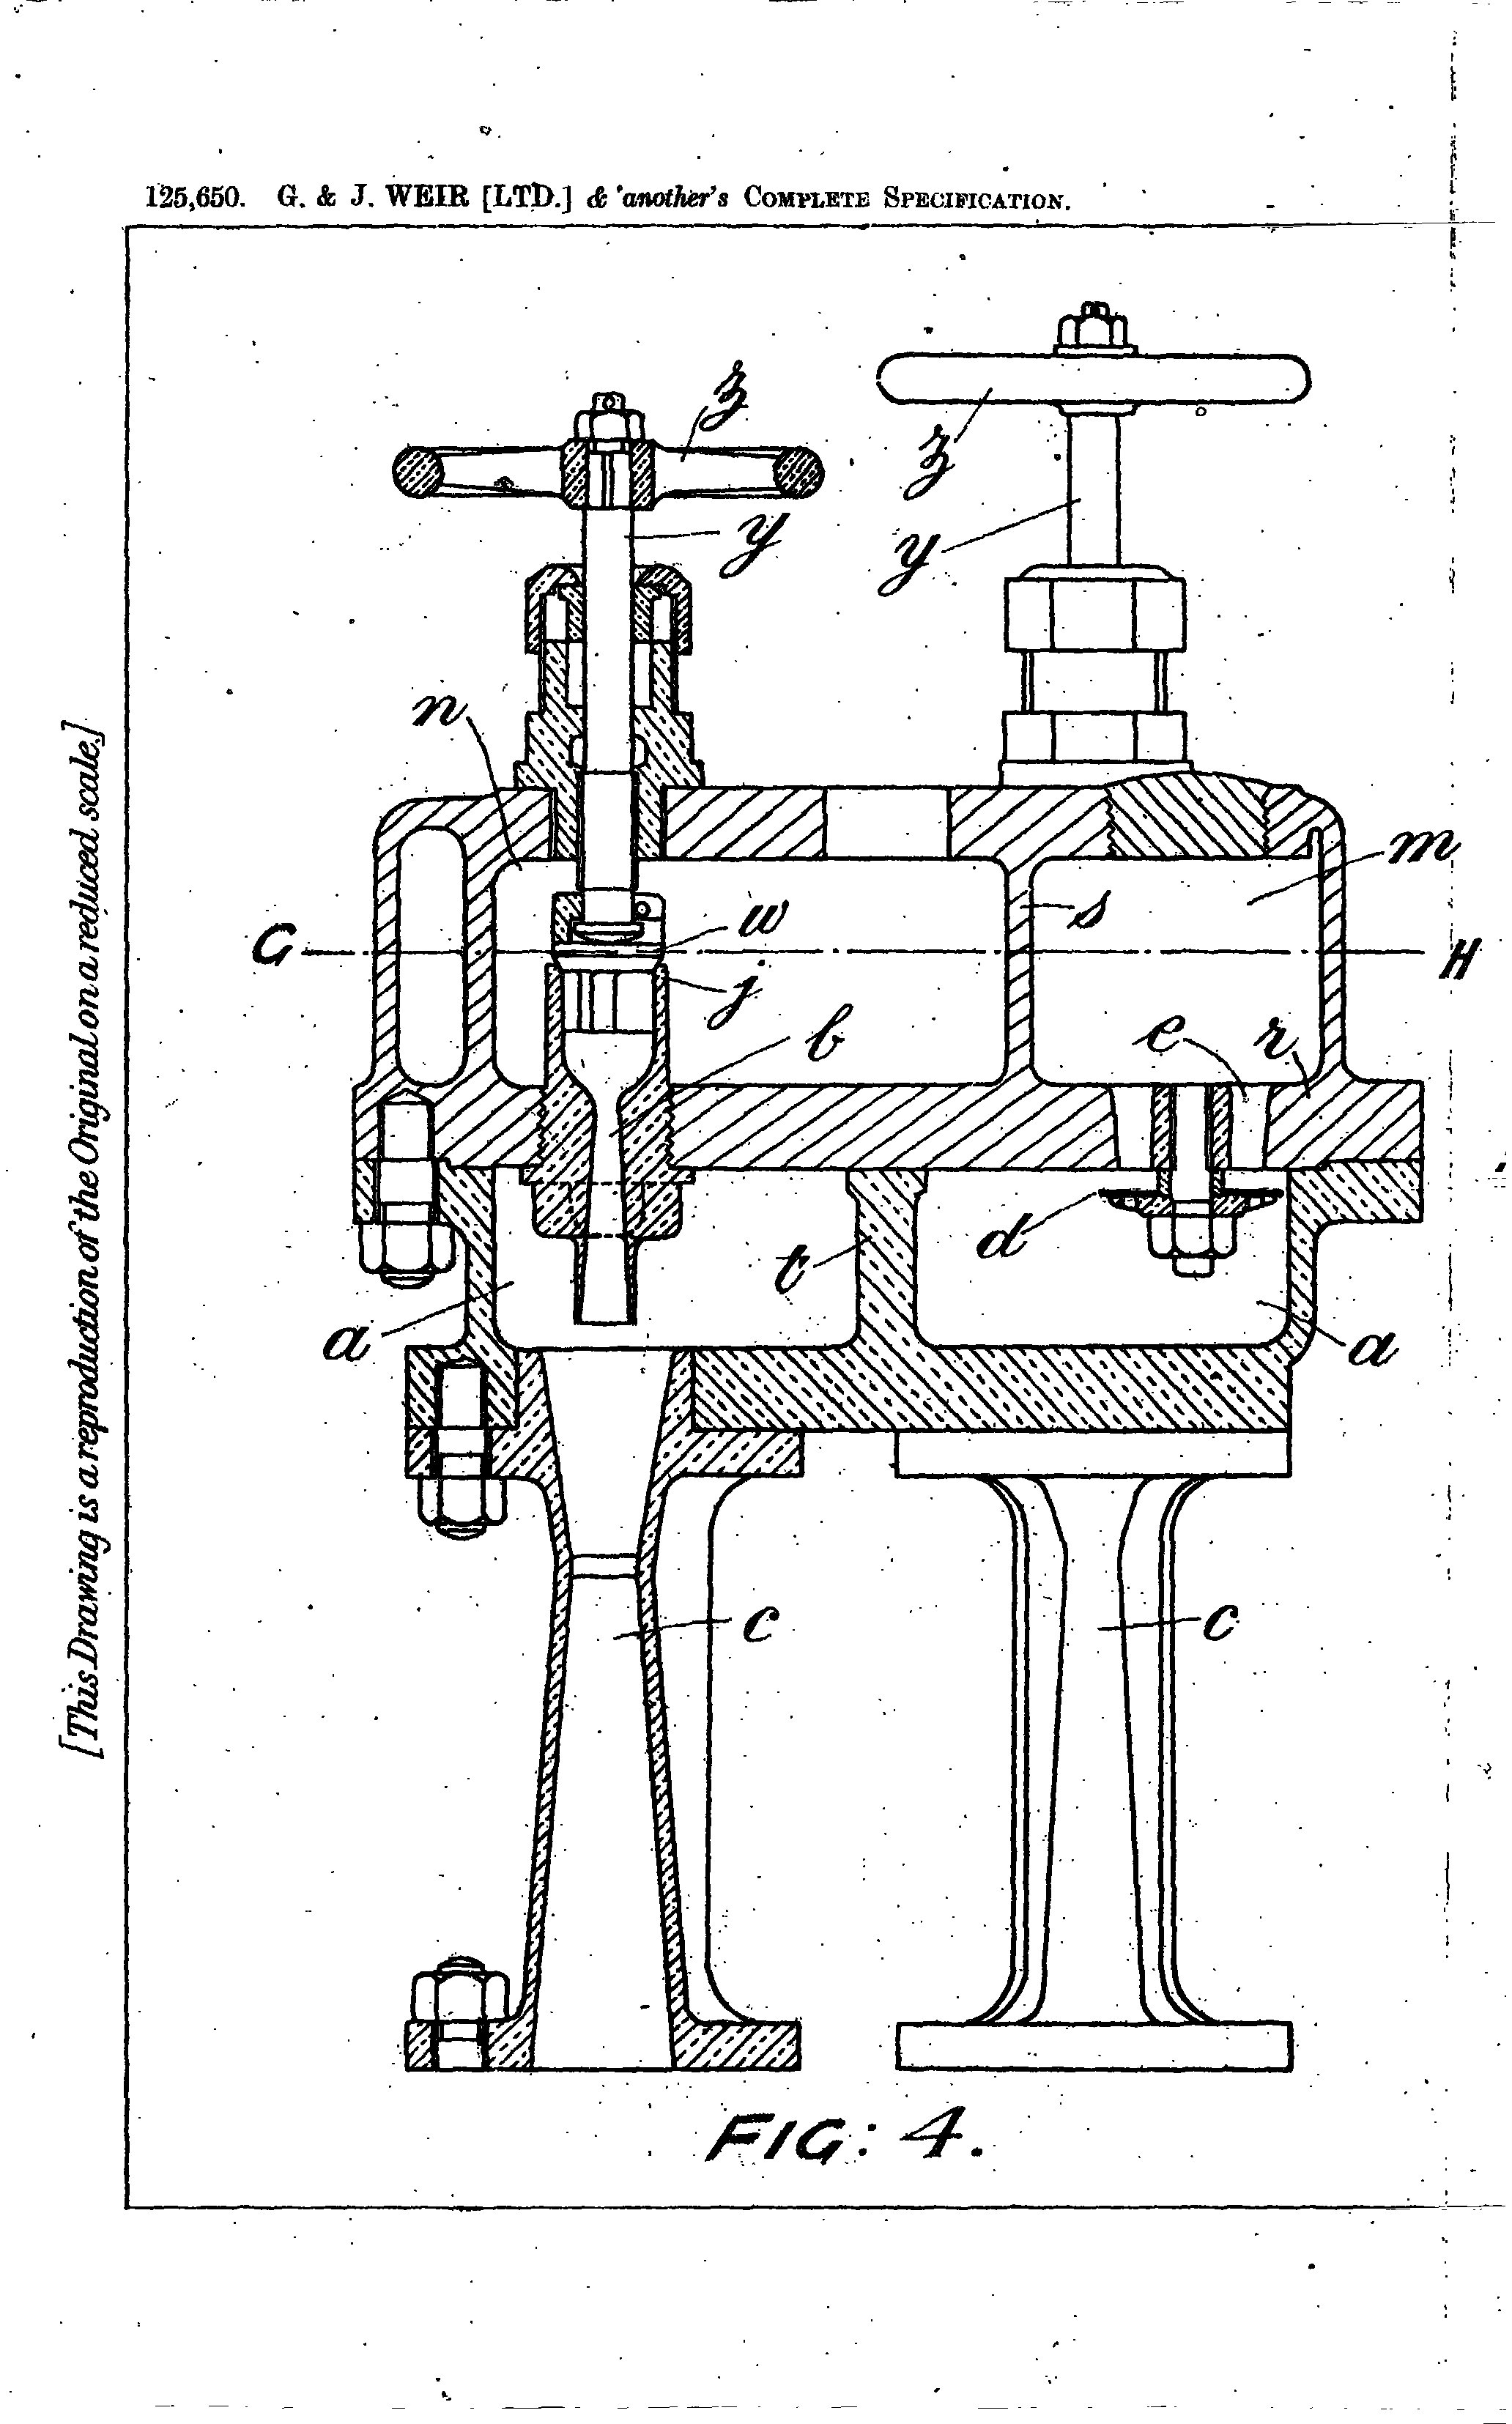 125,650. G. & J. WEIR [LTD.] & another's COMPLETE SPECIFICATION.
[This Drawing is a reproduction of the Original on a reduced scale.]
z
z
y
y
n
m
s
w
G
H
j
b
e
r
d
t
a
a
c
c
FIG: 4.